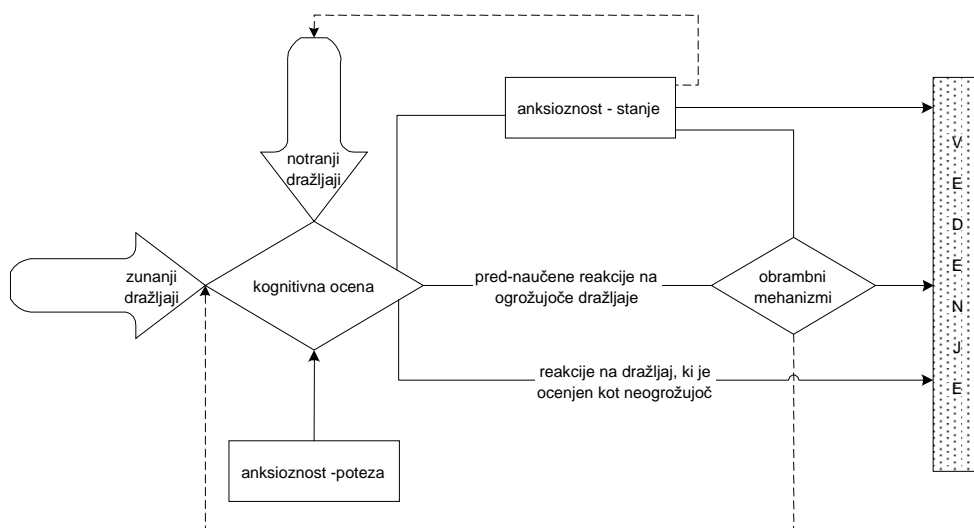 anksioznost - stanje
notranji
dražljaji
zunanji
dražljaji
kognitivna ocena
pred-naučene reakcije na
ogrožujoče dražljaje
obrambni
mehanizmi
reakcije na dražljaj, ki je
ocenjen kot neogrožujoč
anksioznost -poteza
V
E
D
E
N
J
E